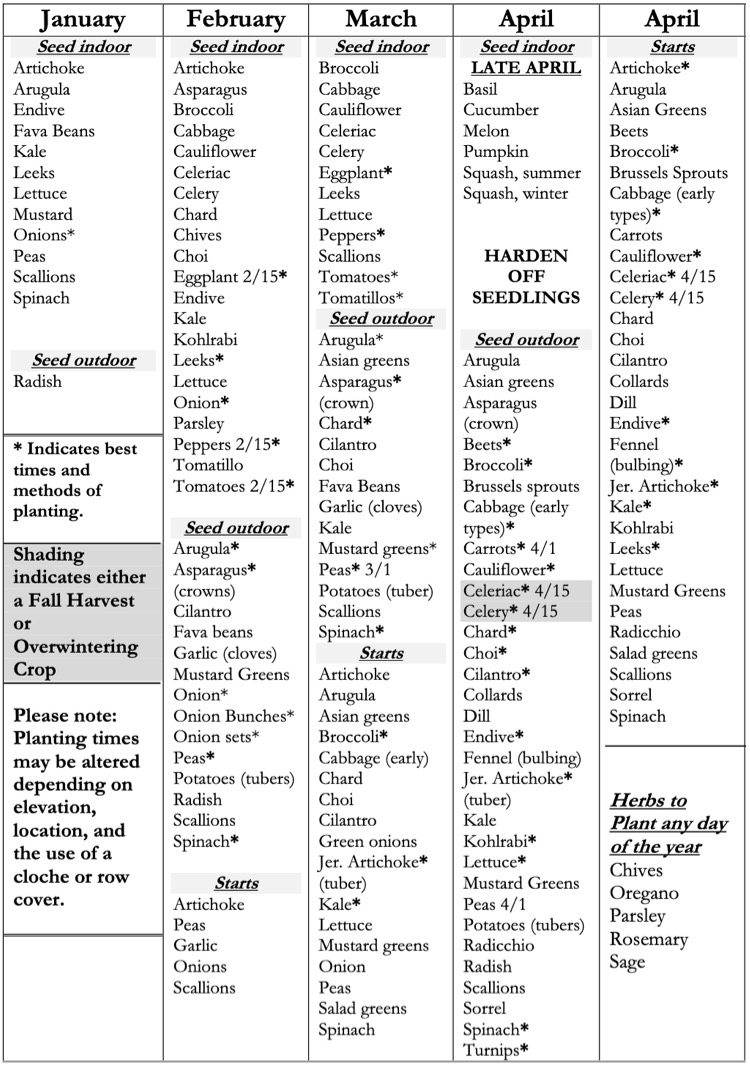 January
Seed indoor
Artichoke
Arugula
Endive
Fava Beans
Kale
Leeks
Lettuce
Mustard
Onions*
Peas
Scallions
Spinach
Seed outdoor
Radish
* Indicates best
times and
methods of
planting.
Shading
indicates either
a Fall Harvest
or
Overwintering
Crop
Please note:
Planting times
may be altered
depending on
elevation,
location, and
the use of a
cloche or row
cover.
February
Seed indoor
Artichoke
Asparagus
Broccoli
Cabbage
Cauliflower
Celeriac
Celery
Chard
Chives
Choi
Eggplant 2/15*
Endive
Kale
Kohlrabi
Leeks*
Lettuce
Onion*
Parsley
Peppers 2/15*
Tomatillo
Tomatoes 2/15*
Seed outdoor
Arugula*
Asparagus*
(crowns)
Cilantro
Fava beans
Garlic (cloves)
Mustard Greens
Onion*
Onion Bunches*
Onion sets*
Peas*
Potatoes (tubers)
Radish
Scallions
Spinach*
Starts
Artichoke
Peas
Garlic
Onions
Scallions
March
Seed indoor
Broccoli
Cabbage
Cauliflower
Celeriac
Celery
Eggplant*
Leeks
Lettuce
Peppers*
Scallions
Tomatoes*
Tomatillos*
Seed outdoor
Arugula*
Asian greens
Asparagus*
(crown)
Chard*
Cilantro
Choi
Fava Beans
Garlic (cloves)
Kale
Mustard greens*
Peas* 3/1
Potatoes (tuber)
Scallions
Spinach*
Starts
Artichoke
Arugula
Asian greens
Broccoli*
Cabbage (early)
Chard
Choi
Cilantro
Green onions
Jer. Artichoke*
(tuber)
Kale*
Lettuce
Mustard greens
Onion
Peas
Salad greens
Spinach
April
Seed indoor
LATE APRIL
Basil
Cucumber
Melon
Pumpkin
Squash, summer
Squash, winter
HARDEN
OFF
SEEDLINGS
Seed outdoor
Arugula
Asian greens
Asparagus
(crown)
Beets*
Broccoli*
Brussels sprouts
Cabbage (early
types)*
Carrots* 4/1
Cauliflower*
Celeriac* 4/15
Celery* 4/15
Chard*
Choi*
Cilantro*
Collards
Dill
Endive*
Fennel (bulbing)
Jer. Artichoke*
(tuber)
Kale
Kohlrabi*
Lettuce*
Mustard Greens
Peas 4/1
Potatoes (tubers)
Radicchio
Radish
Scallions
Sorrel
Spinach*
Turnips*
April
Starts
Artichoke*
Arugula
Asian Greens
Beets
Broccoli*
Brussels Sprouts
Cabbage (early
types)*
Carrots
Cauliflower*
Celeriac* 4/15
Celery* 4/15
Chard
Choi
Cilantro
Collards
Dill
Endive*
Fennel
(bulbing)*
Jer. Artichoke*
Kale*
Kohlrabi
Leeks*
Lettuce
Mustard Greens
Peas
Radicchio
Salad greens
Scallions
Sorrel
Spinach
Herbs to
Plant any day
of the year
Chives
Oregano
Parsley
Rosemary
Sage